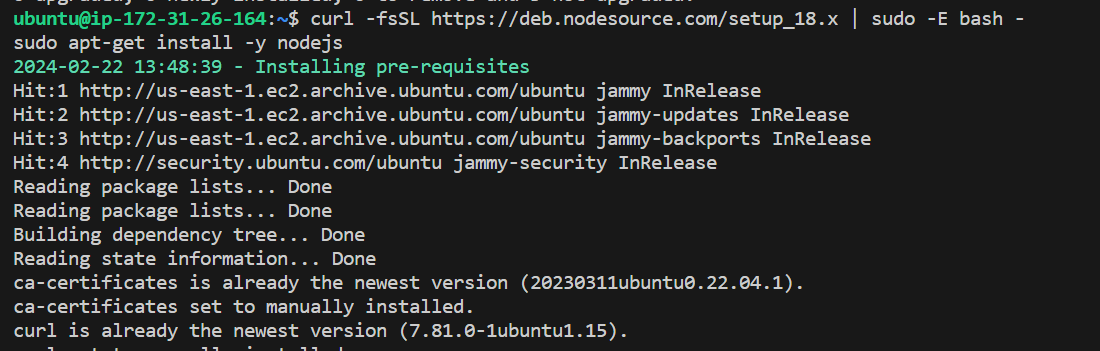 ubuntu@ip-172-31-26-164:~$ curl -fsSL https://deb.nodesource.com/setup_18.x | sudo -E bash -
sudo apt-get install -y nodejs
2024-02-22 13:48:39 - Installing pre-requisites
Hit:1 http://us-east-1.ec2.archive.ubuntu.com/ubuntu jammy InRelease
Hit:2 http://us-east-1.ec2.archive.ubuntu.com/ubuntu jammy-updates InRelease
Hit:3 http://us-east-1.ec2.archive.ubuntu.com/ubuntu jammy-backports InRelease
Hit:4 http://security.ubuntu.com/ubuntu jammy-security InRelease
Reading package lists... Done
Reading package lists... Done
Building dependency tree... Done
Reading state information... Done
ca-certificates is already the newest version (20230311ubuntu0.22.04.1).
ca-certificates set to manually installed.
curl is already the newest version (7.81.0-1ubuntu1.15).